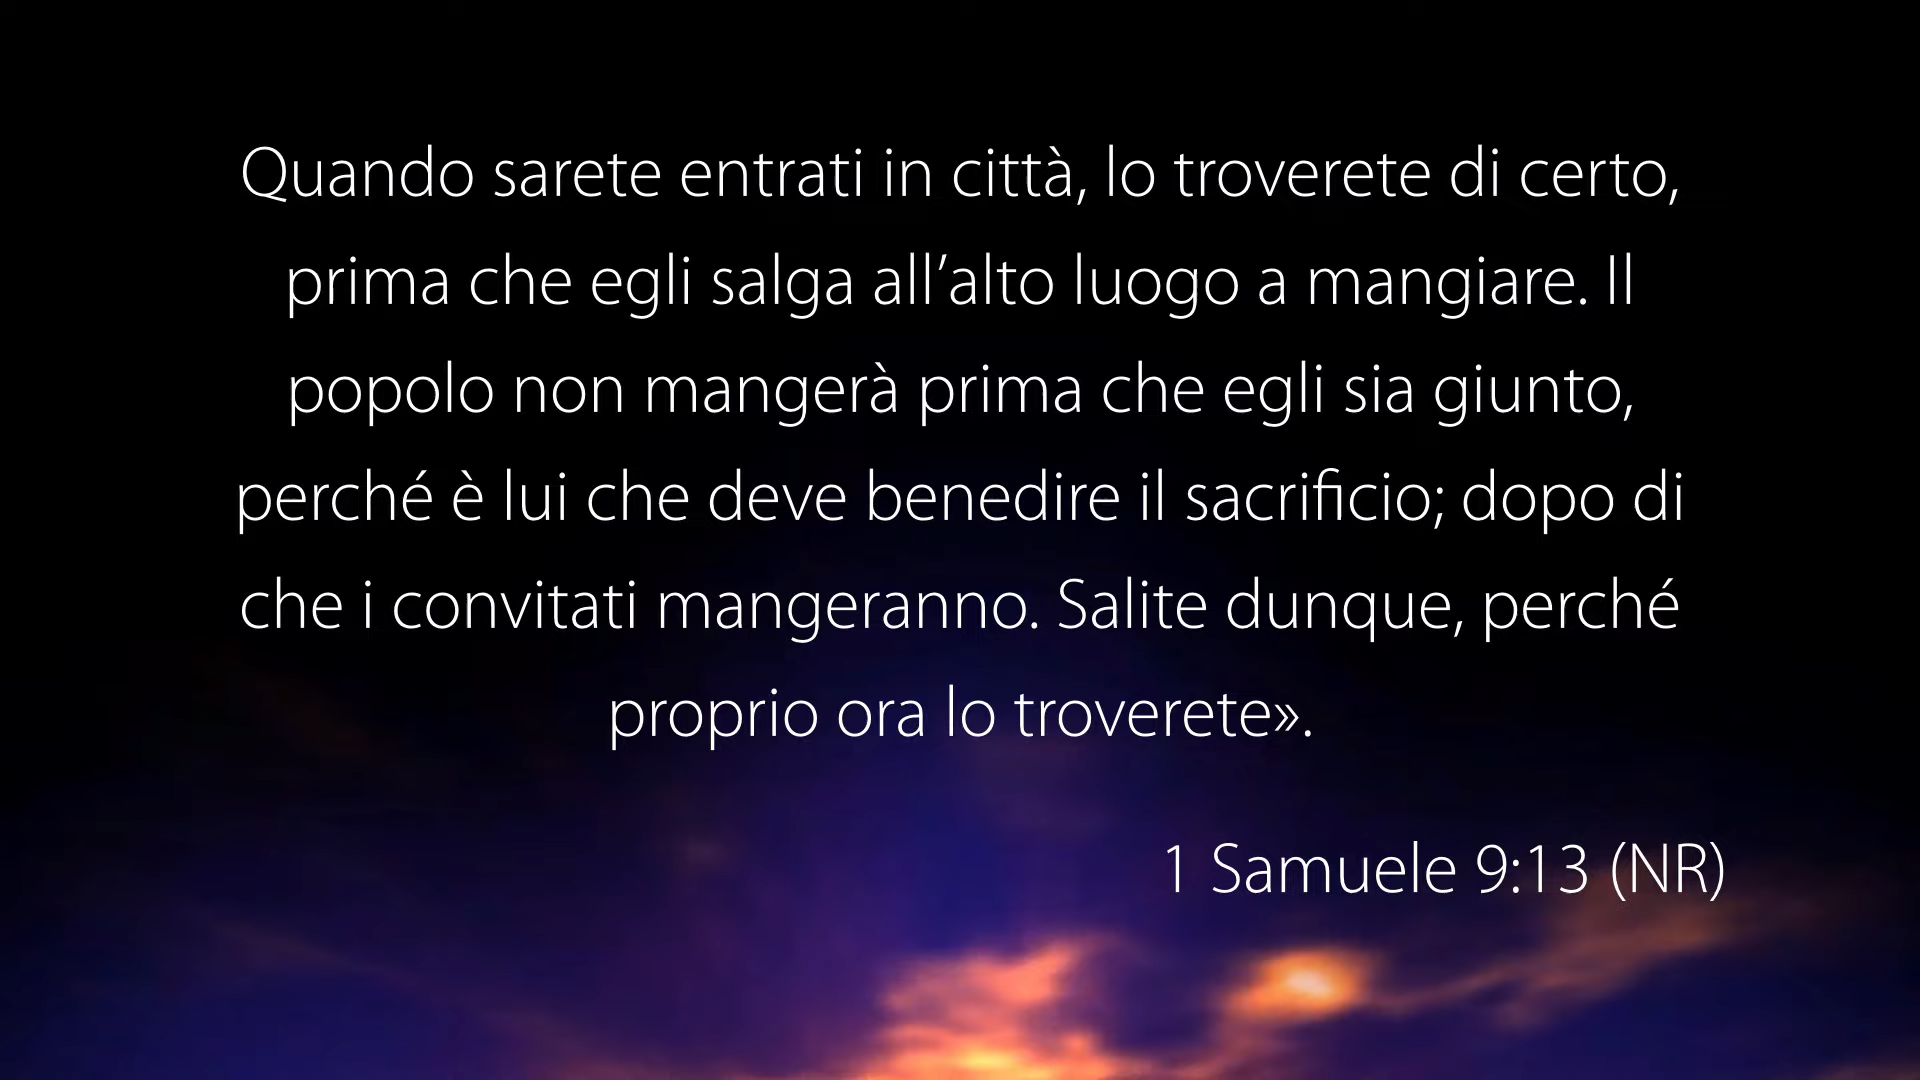 Quando sarete entrati in città, lo troverete di certo,
prima che egli salga all’alto luogo a mangiare. Il
popolo non mangerà prima che egli sia giunto,
perché è lui che deve benedire il sacrificio; dopo di
che i convitati mangeranno. Salite dunque, perché
proprio ora lo troverete».
1 Samuele 9:13 (NR)